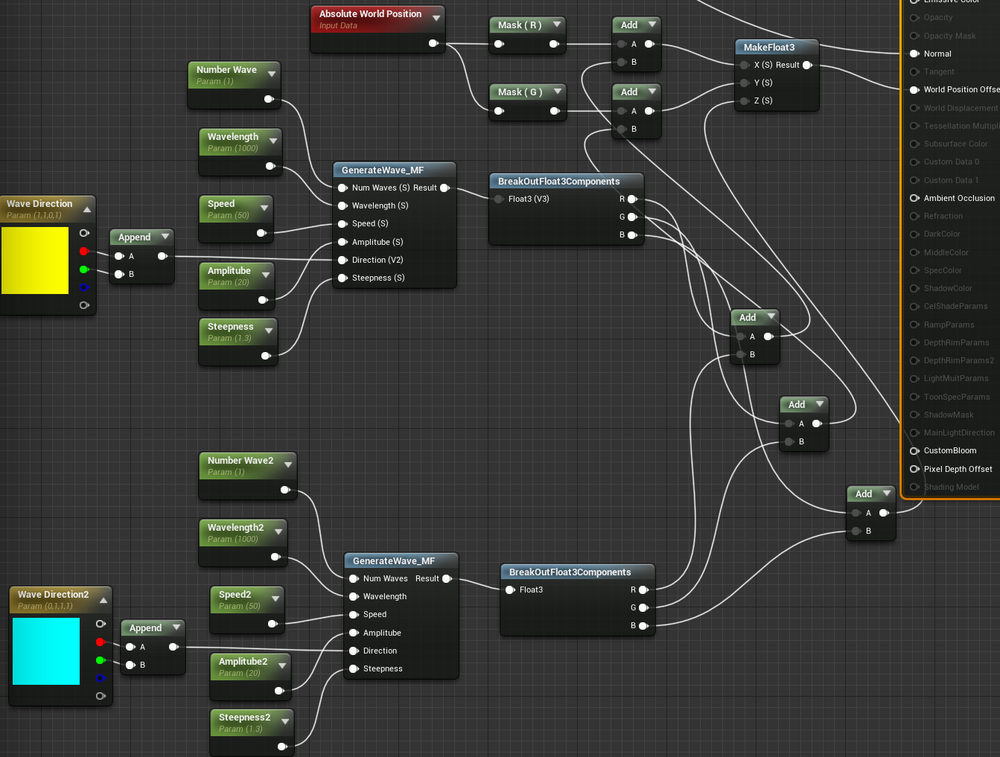 Absolute World Position
Input Data
Mask ( R )
Add
A
B
MakeFloat3
X (S) Result
Y (S)
Z (S)
Mask ( G )
Add
A
B
Number Wave
Param (1)
Wavelength
Param (1000)
Speed
Param (50)
Amplitube
Param (20)
Steepness
Param (1.3)
Wave Direction
Param (1,1,0,1)
Append
A
B
GenerateWave_MF
Num Waves (S) Result
Wavelength (S)
Speed (S)
Amplitube (S)
Direction (V2)
Steepness (S)
BreakOutFloat3Components
Float3 (V3) R
G
B
Add
A
B
Add
A
B
Add
A
B
Number Wave2
Param (1)
Wavelength2
Param (1000)
Speed2
Param (50)
Amplitube2
Param (20)
Steepness2
Param (1.3)
Wave Direction2
Param (0,1,1,1)
Append
A
B
GenerateWave_MF
Num Waves Result
Wavelength
Speed
Amplitube
Direction
Steepness
BreakOutFloat3Components
Float3 R
G
B
Emissive Color
Opacity
Opacity Mask
Normal
Tangent
World Position Offse
World Displacement
Tessellation Multipl
Subsurface Color
Custom Data 0
Custom Data 1
Ambient Occlusion
Refraction
DarkColor
MiddleColor
SpecColor
ShadowColor
CelShadeParams
RampParams
DepthRimParams
DepthRimParams2
LightMuitParams
ToonSpecParams
ShadowMask
MainLightDirection
CustomBloom
Pixel Depth Offset
Shading Model